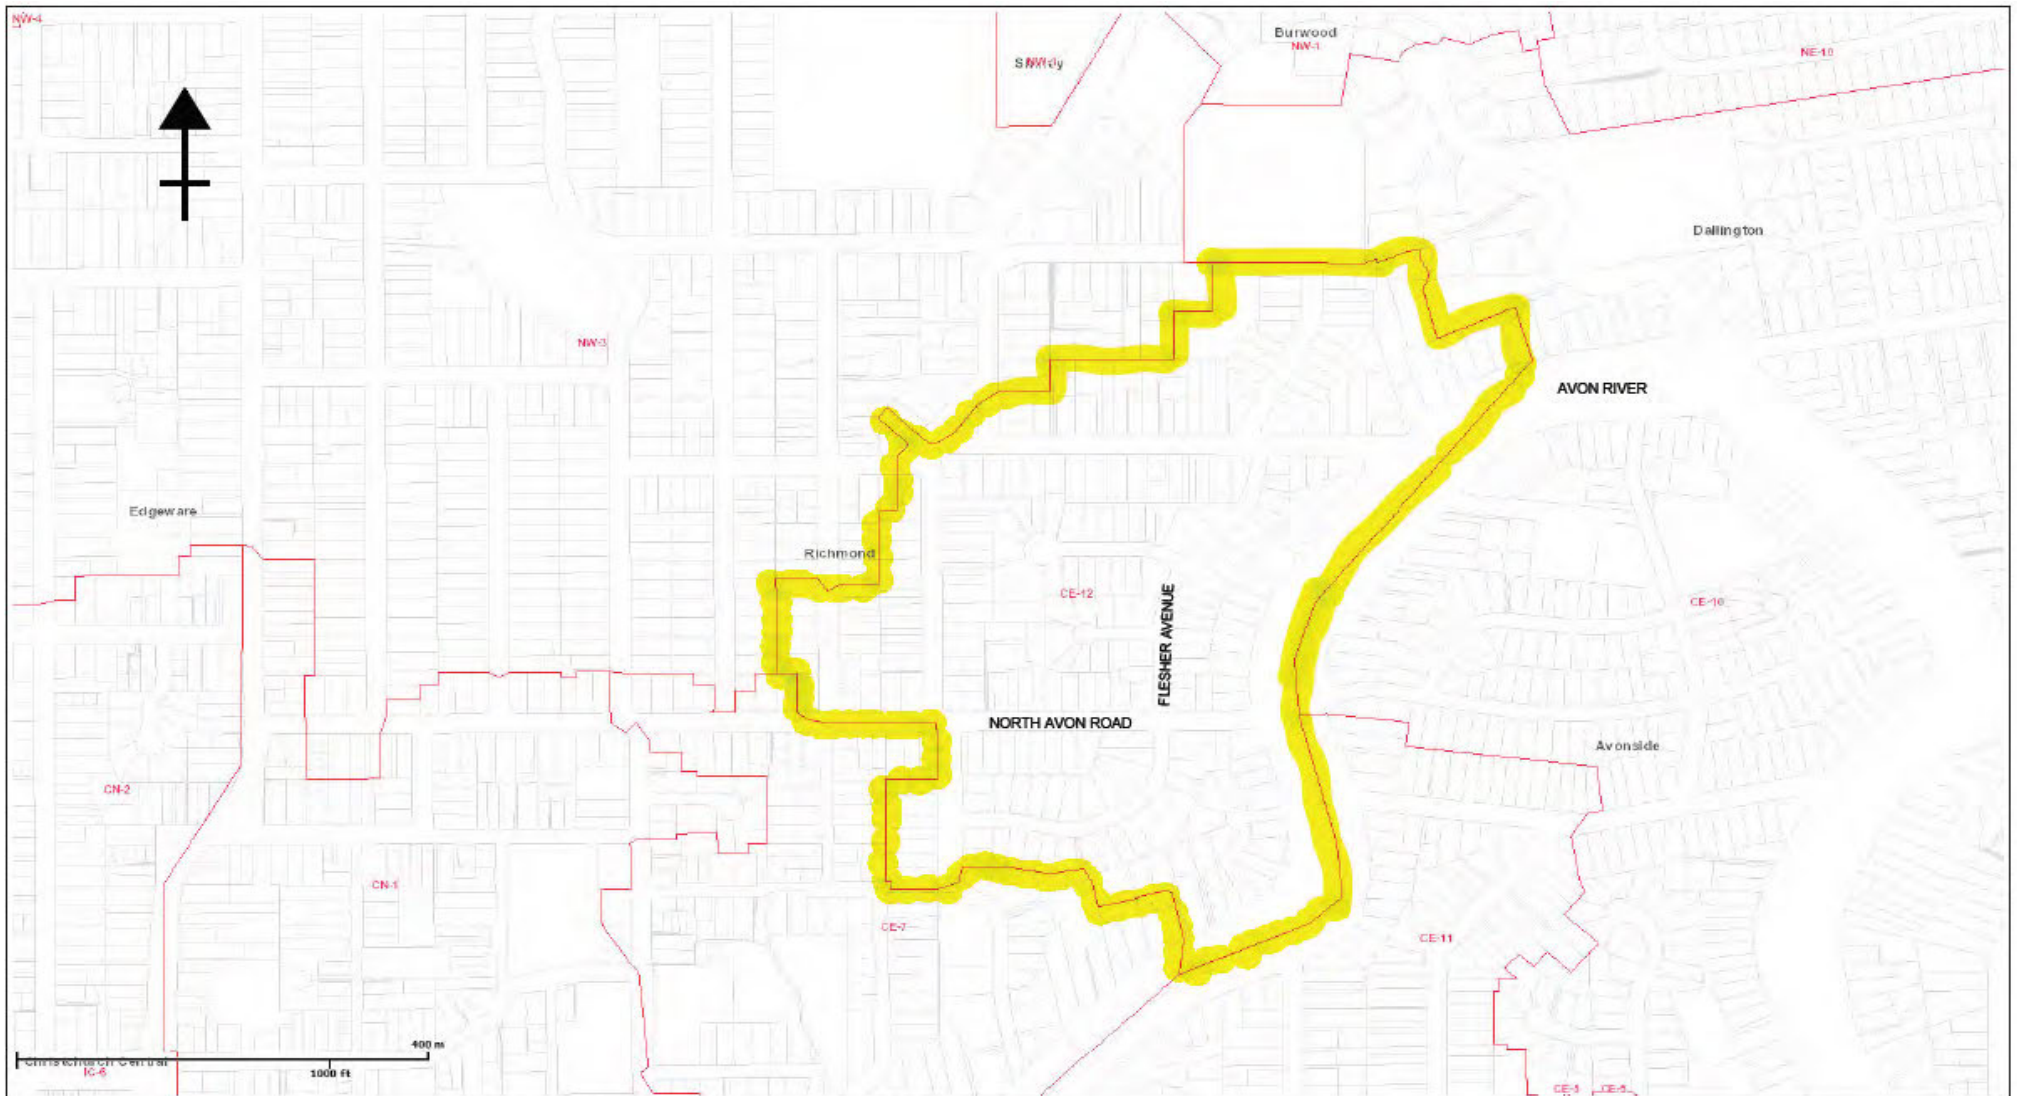 NW-4
Burwood
NW-1
NE-10
Dallington
NW-3
AVON RIVER
Edgeware
Richmond
CE-12
FLESHER AVENUE
CE-10
NORTH AVON ROAD
Avonside
CN-2
CN-1
CE-7
CE-11
400 m
Christchurch Central
IC-6
1000 ft
CE-5